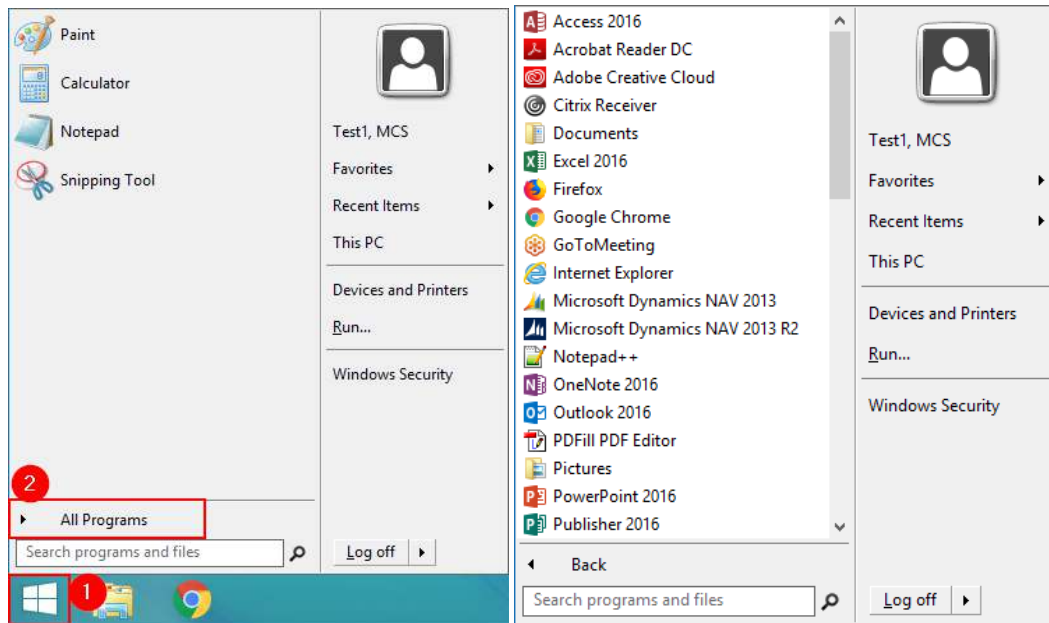 Paint
Calculator
Notepad
Snipping Tool
2
All Programs
Search programs and files
1
Test1, MCS
Favorites
Recent Items
This PC
Devices and Printers
Run...
Windows Security
Log off
Access 2016
Acrobat Reader DC
Adobe Creative Cloud
Citrix Receiver
Documents
Excel 2016
Firefox
Google Chrome
GoToMeeting
Internet Explorer
Microsoft Dynamics NAV 2013
Microsoft Dynamics NAV 2013 R2
Notepad++
OneNote 2016
Outlook 2016
PDFill PDF Editor
Pictures
PowerPoint 2016
Publisher 2016
Back
Search programs and files
Test1, MCS
Favorites
Recent Items
This PC
Devices and Printers
Run...
Windows Security
Log off